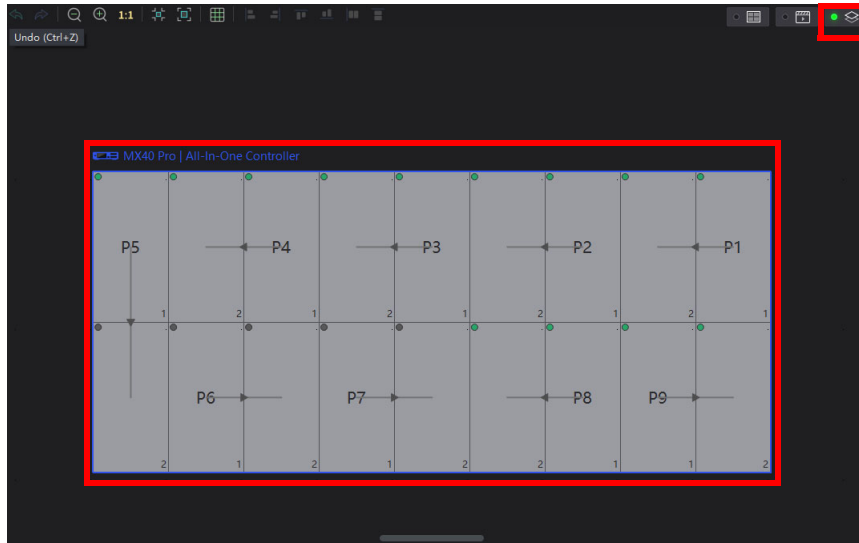 1:1
Undo (Ctrl+Z)
MX40 Pro | All-In-One Controller
P5 P4 P3 P2 P1
1 2 1 2 1 2 1 2 1
P6 P7 P8 P9
2 1 2 1 2 2 1 1 2